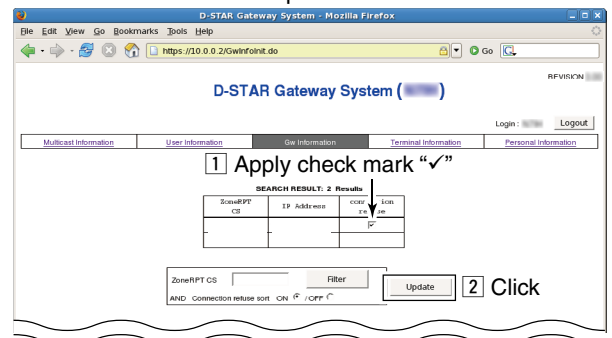 D-STAR Gateway System - Mozilla Firefox
File Edit View Go Bookmarks Tools Help
https://10.0.0.2/GwInfoInit.do
Go
REVISION
D-STAR Gateway System ( )
Login : Logout
Multicast Information User Information Gw Information Terminal Information Personal Information
1 Apply check mark “✓”
SEARCH RESULT: 2 Results
ZoneRPT CS IP Address
ZoneRPT CS Filter
AND Connection refuse sort ON / OFF
Update 2 Click